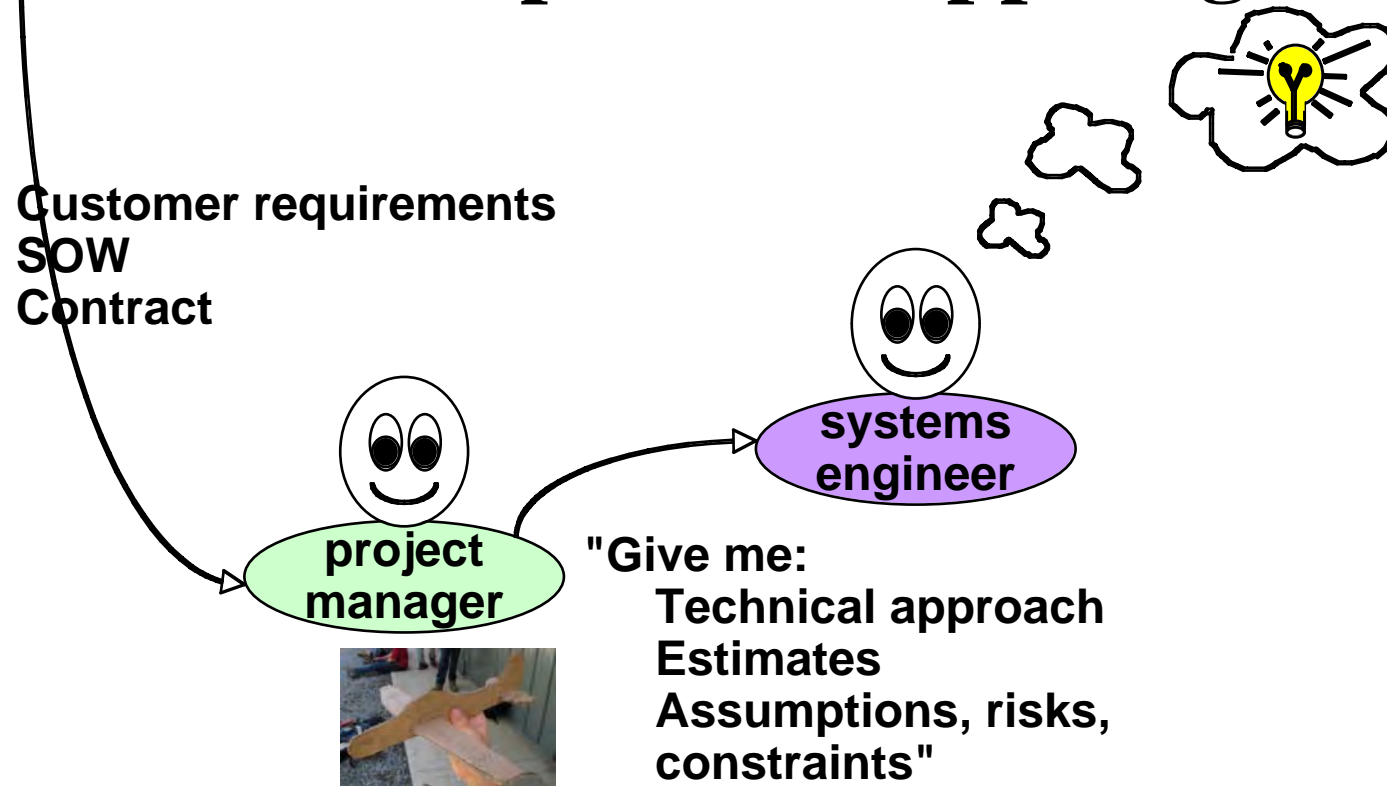 Customer requirements
SOW
Contract
systems
engineer
project
manager
"Give me:
Technical approach
Estimates
Assumptions, risks,
constraints"